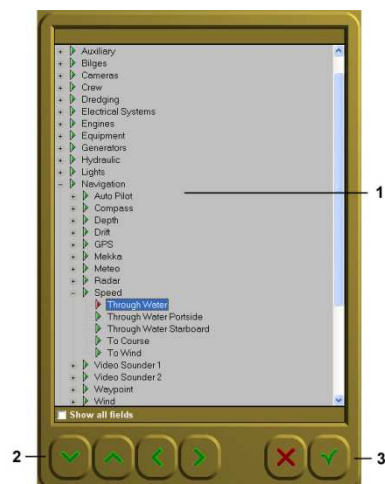 Auxiliary
Bilges
Cameras
Crew
Dredging
Electrical Systems
Engines
Equipment
Generators
Hydraulic
Lights
Navigation
1
Auto Pilot
Compass
Depth
Drift
GPS
Mekka
Meteo
Radar
Speed
Through Water
Through Water Portside
Through Water Starboard
To Course
To Wind
Video Sounder 1
Video Sounder 2
Waypoint
Wind
Show all fields
2
3